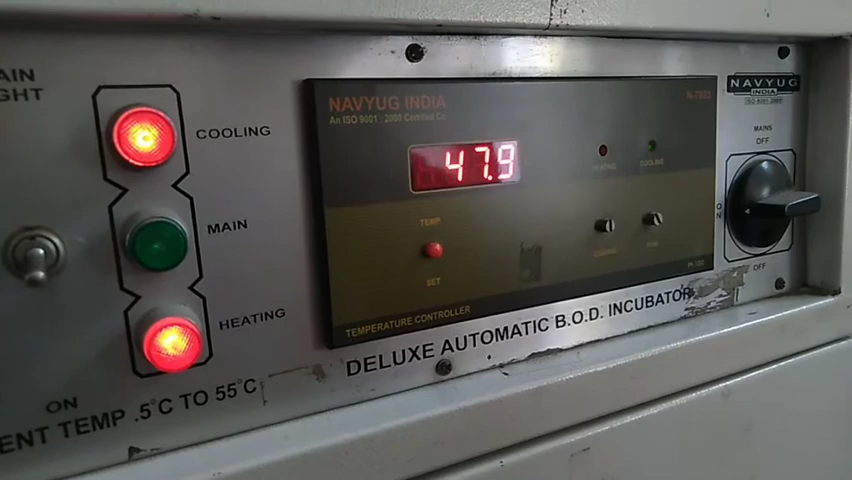 AIN
GHT
COOLING
MAIN
HEATING
ON
ENT TEMP .5°C TO 55°C
NAVYUG INDIA
An ISO 9001 : 2008 Certified Co.
47.9
HEATING
COOLING
TEMP.
SET
TEMPERATURE CONTROLLER
DELUXE AUTOMATIC B.O.D. INCUBATOR
NAVYUG
INDIA
MAINS
OFF
ON
OFF